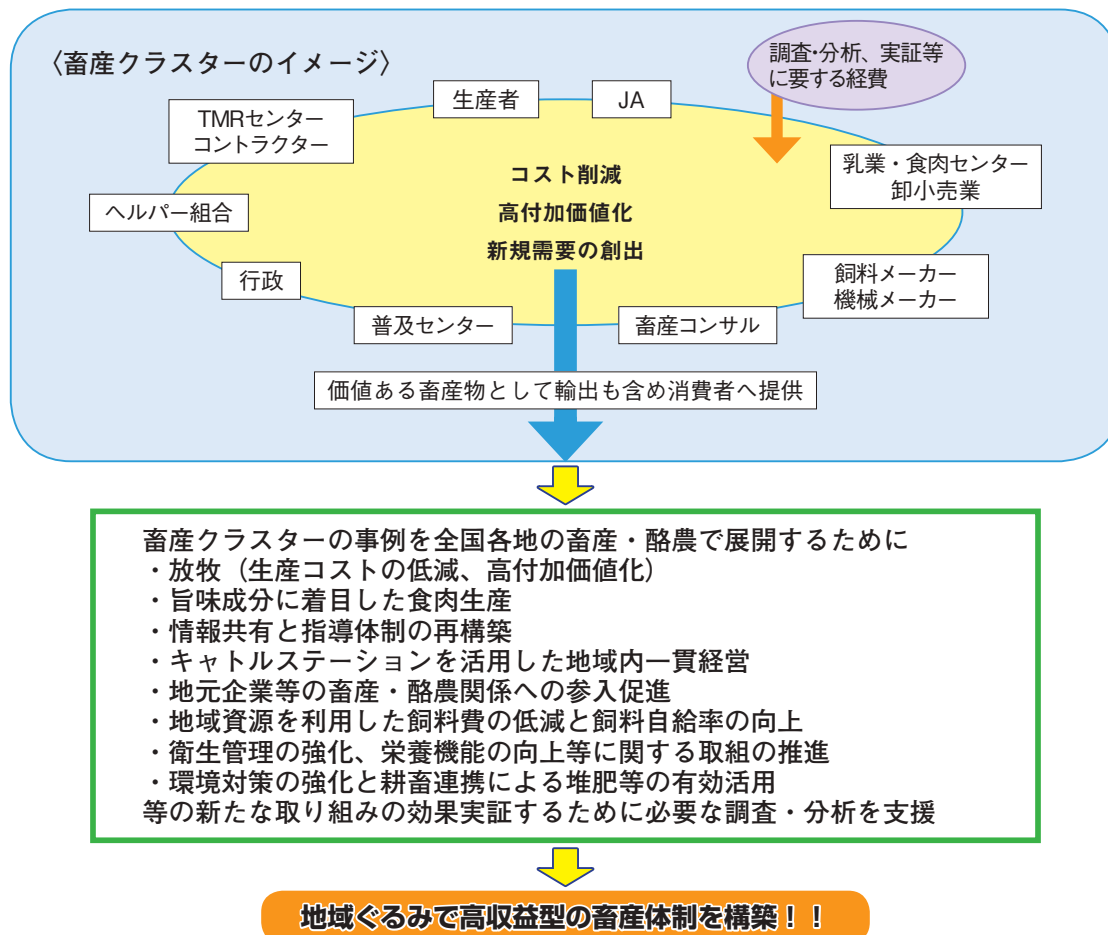 〈畜産クラスターのイメージ〉
調査・分析、実証等
に要する経費
生産者
JA
TMRセンター
コントラクター
乳業・食肉センター
卸小売業
コスト削減
ヘルパー組合
高付加価値化
新規需要の創出
行政
飼料メーカー
機械メーカー
普及センター
畜産コンサル
価値ある畜産物として輸出も含め消費者へ提供
畜産クラスターの事例を全国各地の畜産・酪農で展開するために
・放牧（生産コストの低減、高付加価値化）
・旨味成分に着目した食肉生産
・情報共有と指導体制の再構築
・キャトルステーションを活用した地域内一貫経営
・地元企業等の畜産・酪農関係への参入促進
・地域資源を利用した飼料費の低減と飼料自給率の向上
・衛生管理の強化、栄養機能の向上等に関する取組の推進
・環境対策の強化と耕畜連携による堆肥等の有効活用
等の新たな取り組みの効果実証するために必要な調査・分析を支援
地域ぐるみで高収益型の畜産体制を構築！！